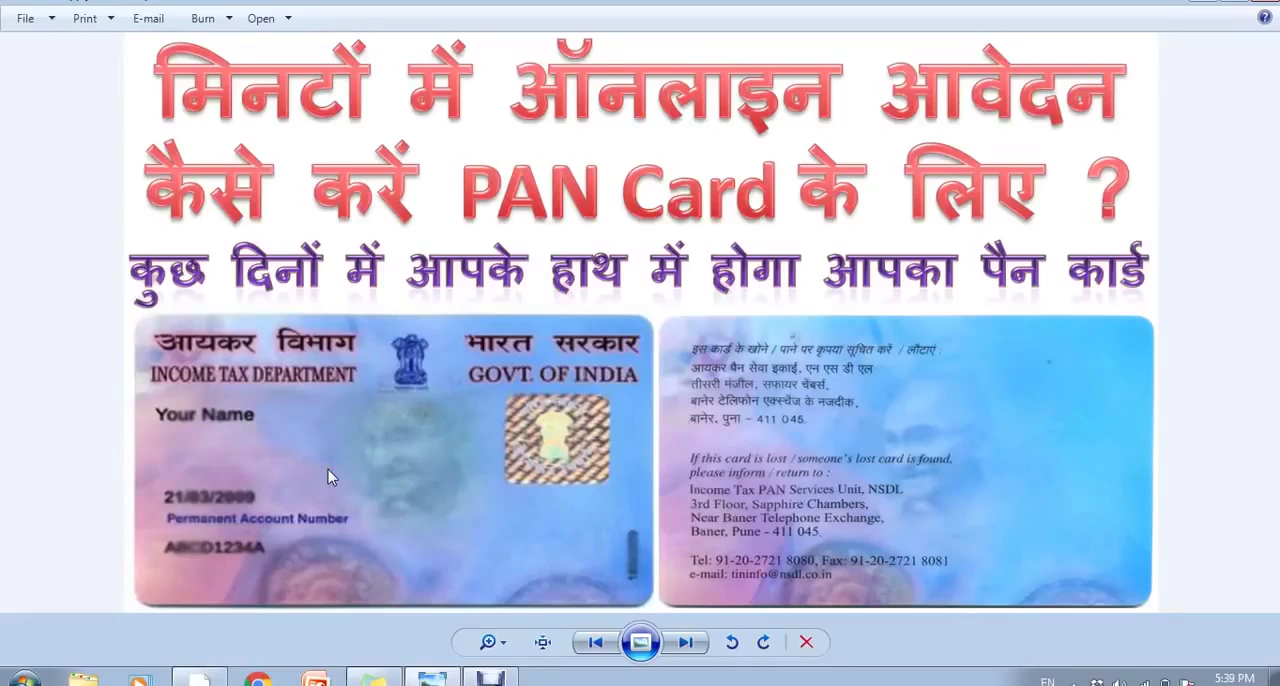 File Print E-mail Burn Open
मिनटों में ऑनलाइन आवेदन
कैसे करें PAN Card के लिए ?
कुछ दिनों में आपके हाथ में होगा आपका पैन कार्ड
आयकर विभाग भारत सरकार
INCOME TAX DEPARTMENT GOVT. OF INDIA
Your Name
21/03/2009
Permanent Account Number
ABCD1234A
इस कार्ड के खोने / पाने पर कृपया सूचित करें / लौटाएं :
आयकर पैन सेवा इकाई, एन एस डी एल
तीसरी मंजील, सफायर चेंबर्स,
बानेर टेलिफोन एक्स्चेंज के नजदीक,
बानेर, पुना - 411 045.
If this card is lost / someone's lost card is found,
please inform / return to :
Income Tax PAN Services Unit, NSDL
3rd Floor, Sapphire Chambers,
Near Baner Telephone Exchange,
Baner, Pune - 411 045.
Tel: 91-20-2721 8080, Fax: 91-20-2721 8081
e-mail: tininfo@nsdl.co.in
EN
5:39 PM